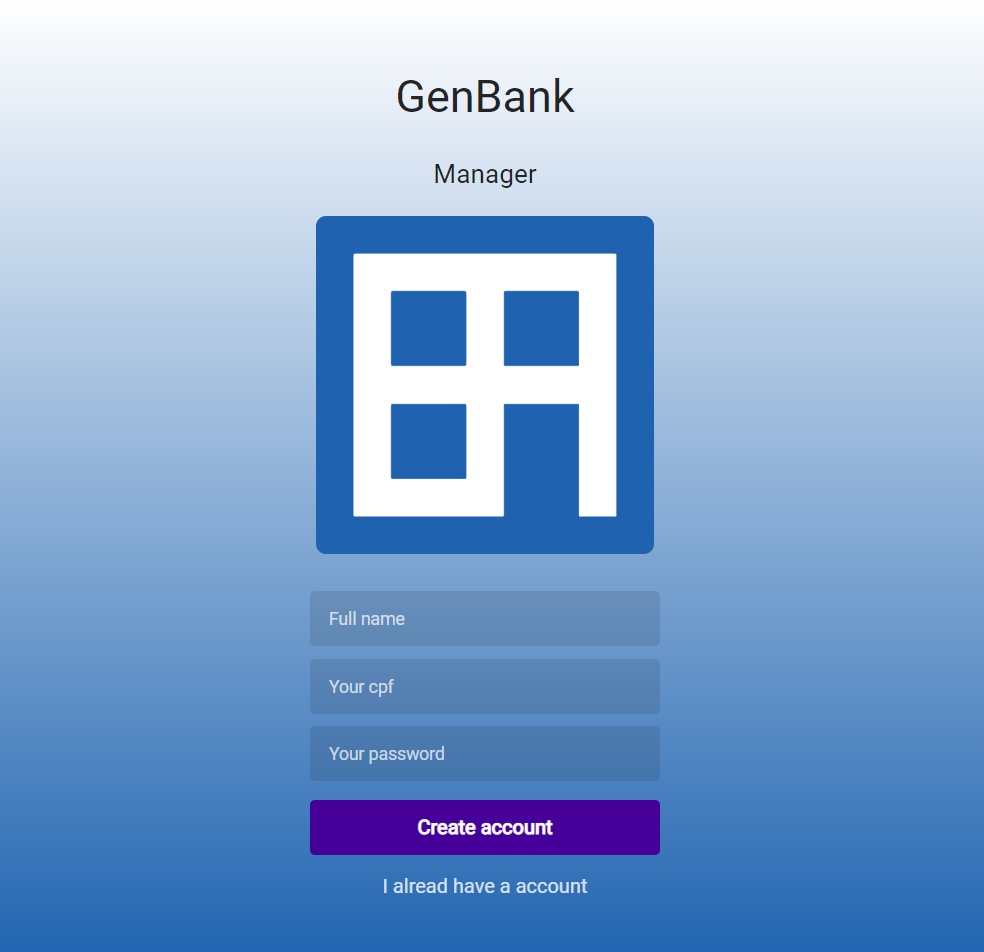 GenBank
Manager
Full name
Your cpf
Your password
Create account
I alread have a account